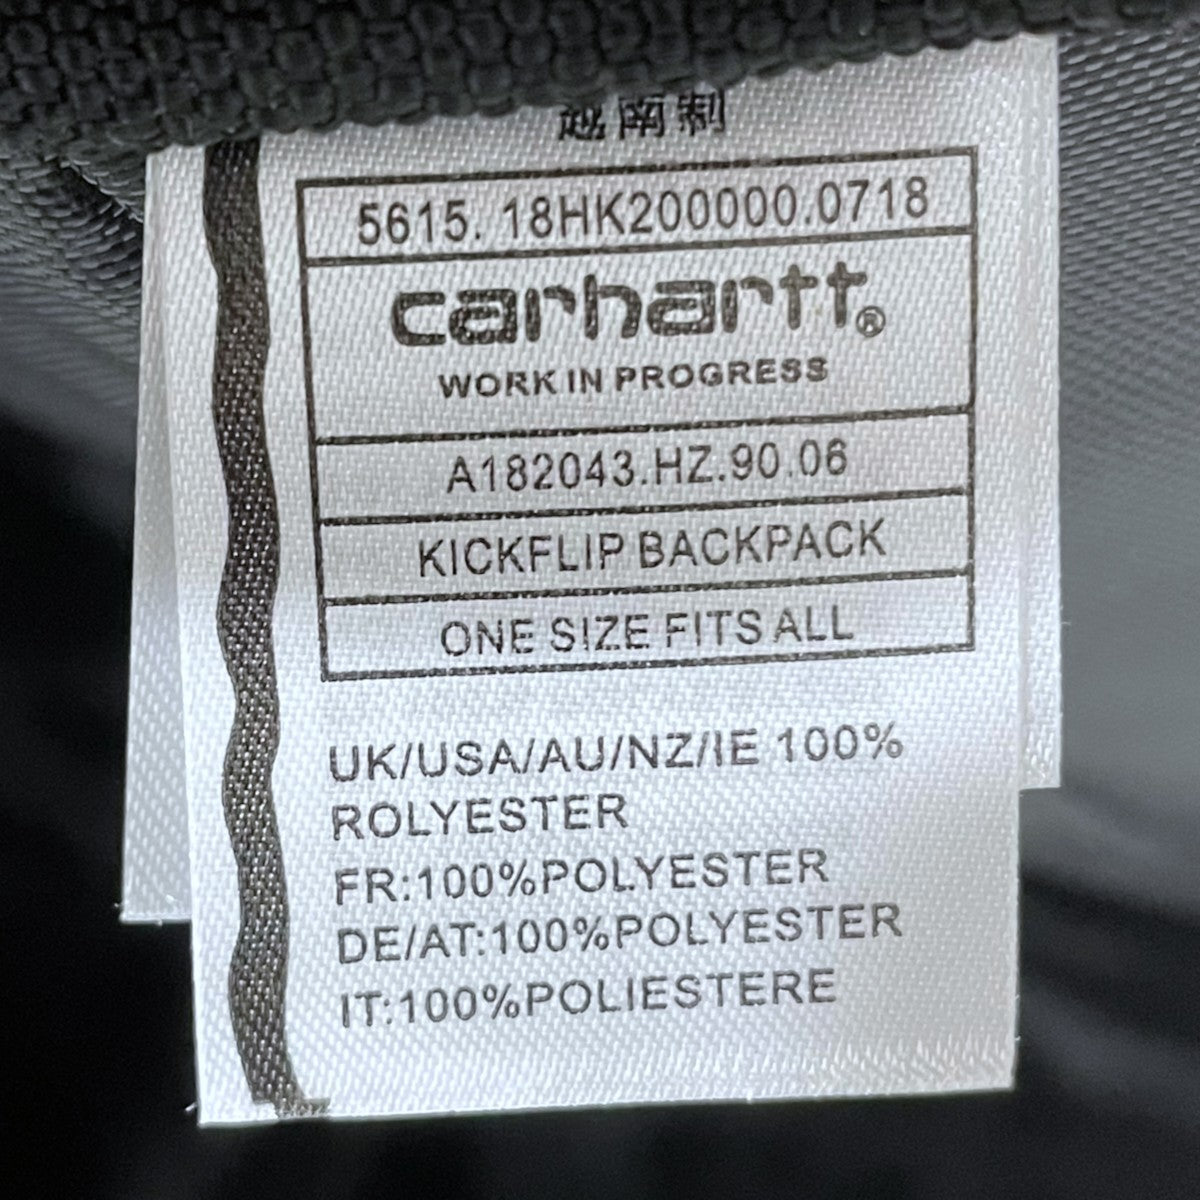 越南制
5615. 18HK200000.0718
carhartt®
WORK IN PROGRESS
A182043.HZ.90.06
KICKFLIP BACKPACK
ONE SIZE FITS ALL
UK/USA/AU/NZ/IE 100%
ROLYESTER
FR:100%POLYESTER
DE/AT:100%POLYESTER
IT:100%POLIESTERE